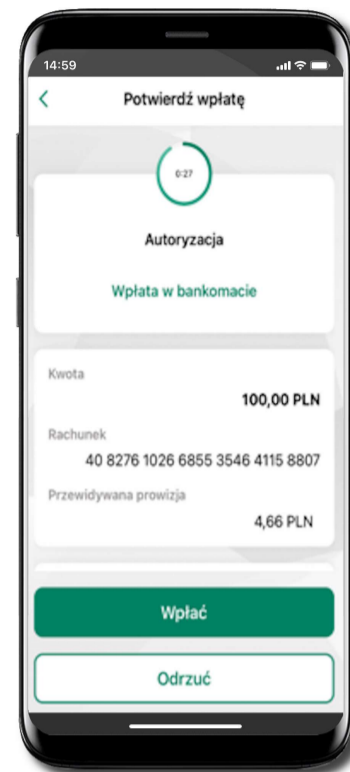 14:59
Potwierdź wpłatę
0:27
Autoryzacja
Wpłata w bankomacie
Kwota
100,00 PLN
Rachunek
40 8276 1026 6855 3546 4115 8807
Przewidywana prowizja
4,66 PLN
Wpłać
Odrzuć